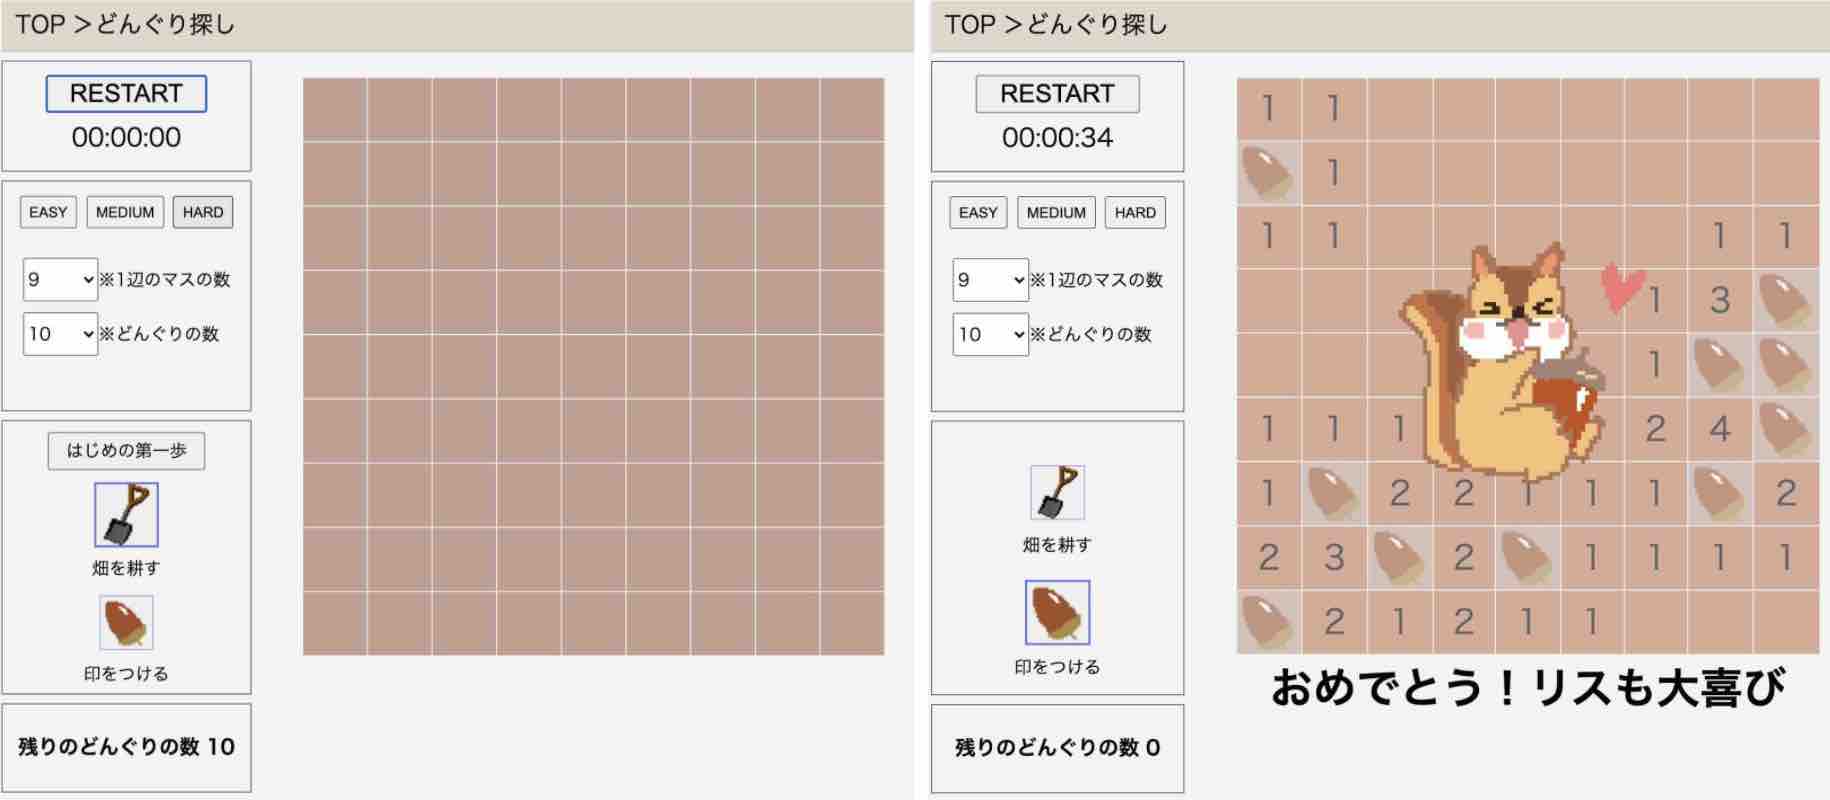 TOP ＞どんぐり探し
RESTART
00:00:00
EASY MEDIUM HARD
9 ※1辺のマスの数
10 ※どんぐりの数
はじめの第一歩
畑を耕す
印をつける
残りのどんぐりの数 10
TOP ＞どんぐり探し
RESTART
00:00:34
EASY MEDIUM HARD
9 ※1辺のマスの数
10 ※どんぐりの数
畑を耕す
印をつける
残りのどんぐりの数 0
1 1
1
1 1 1 1
1 3
1
1 1 1 2 4
1 2 2 1 1 1 2
2 3 2 1 1 1 1
2 1 2 1 1
おめでとう！リスも大喜び